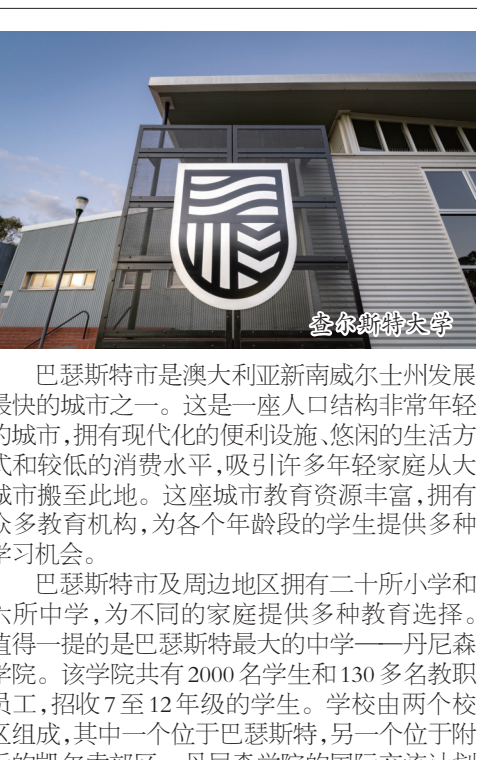 查尔斯特大学
巴瑟斯特市是澳大利亚新南威尔士州发展
最快的城市之一。这是一座人口结构非常年轻
的城市,拥有现代化的便利设施、悠闲的生活方
式和较低的消费水平,吸引许多年轻家庭从大
城市搬至此地。这座城市教育资源丰富,拥有
众多教育机构,为各个年龄段的学生提供多种
学习机会。
巴瑟斯特市及周边地区拥有二十所小学和
六所中学,为不同的家庭提供多种教育选择。
值得一提的是巴瑟斯特最大的中学——丹尼森
学院。该学院共有2000名学生和130多名教职
员工,招收7至12年级的学生。学校由两个校
区组成,其中一个位于巴瑟斯特,另一个位于附